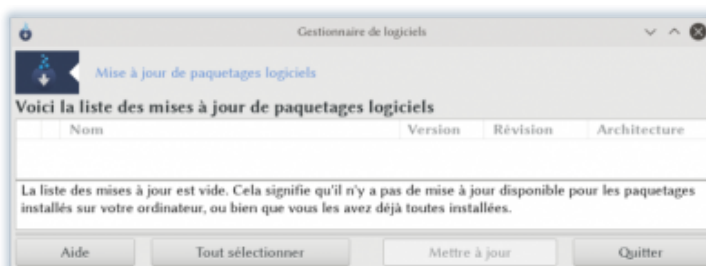 Gestionnaire de logiciels
Mise à jour de paquetages logiciels
Voici la liste des mises à jour de paquetages logiciels
Nom Version Révision Architecture
La liste des mises à jour est vide. Cela signifie qu'il n'y a pas de mise à jour disponible pour les paquetages
installés sur votre ordinateur, ou bien que vous les avez déjà toutes installées.
Aide Tout sélectionner Mettre à jour Quitter